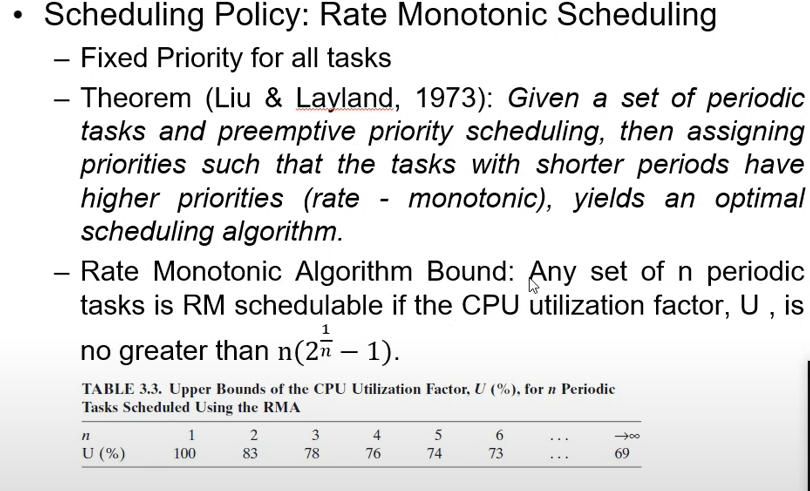 • Scheduling Policy: Rate Monotonic Scheduling
– Fixed Priority for all tasks
– Theorem (Liu & Layland, 1973): Given a set of periodic
tasks and preemptive priority scheduling, then assigning
priorities such that the tasks with shorter periods have
higher priorities (rate - monotonic), yields an optimal
scheduling algorithm.
– Rate Monotonic Algorithm Bound: Any set of n periodic
tasks is RM schedulable if the CPU utilization factor, U , is
no greater than n(2^{1/n} – 1).
TABLE 3.3. Upper Bounds of the CPU Utilization Factor, U (%), for n Periodic
Tasks Scheduled Using the RMA
n 1 2 3 4 5 6 ... →∞
U (%) 100 83 78 76 74 73 ... 69